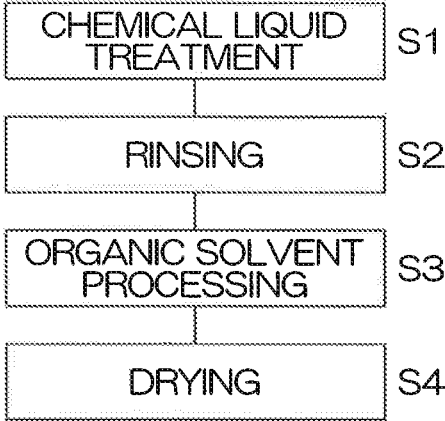 CHEMICAL LIQUID
TREATMENT
S1
RINSING
S2
ORGANIC SOLVENT
PROCESSING
S3
DRYING
S4